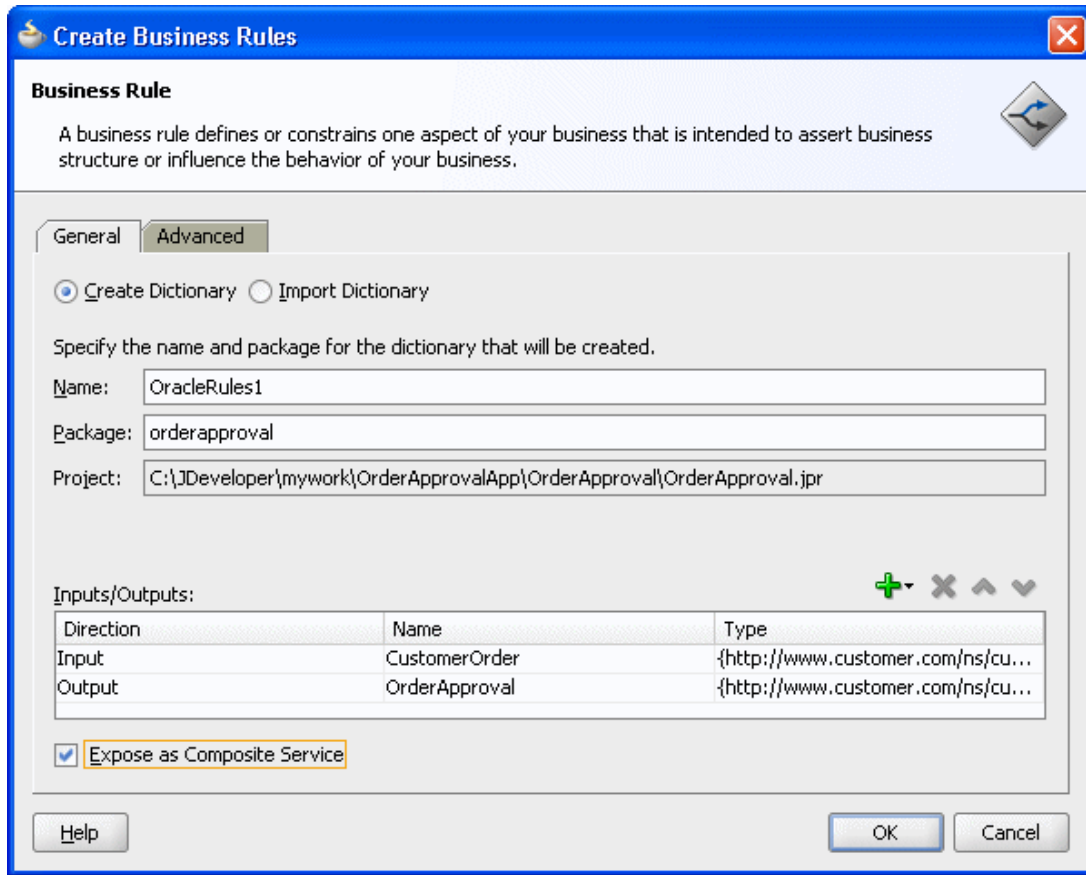 Create Business Rules
Business Rule
A business rule defines or constrains one aspect of your business that is intended to assert business
structure or influence the behavior of your business.
General Advanced
Create Dictionary Import Dictionary
Specify the name and package for the dictionary that will be created.
Name: OracleRules1
Package: orderapproval
Project: C:\JDeveloper\mywork\OrderApprovalApp\OrderApproval\OrderApproval.jpr
Inputs/Outputs:
Direction Name Type
Input CustomerOrder {http://www.customer.com/ns/cu...
Output OrderApproval {http://www.customer.com/ns/cu...
Expose as Composite Service
Help OK Cancel